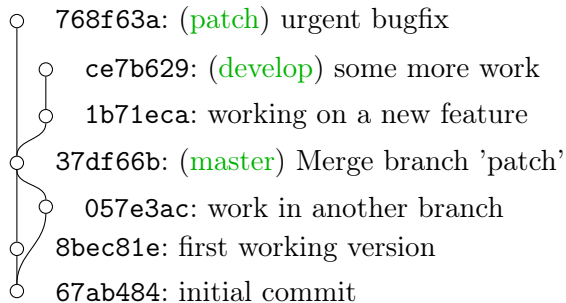 768f63a: (patch) urgent bugfix
ce7b629: (develop) some more work
1b71eca: working on a new feature
37df66b: (master) Merge branch 'patch'
057e3ac: work in another branch
8bec81e: first working version
67ab484: initial commit